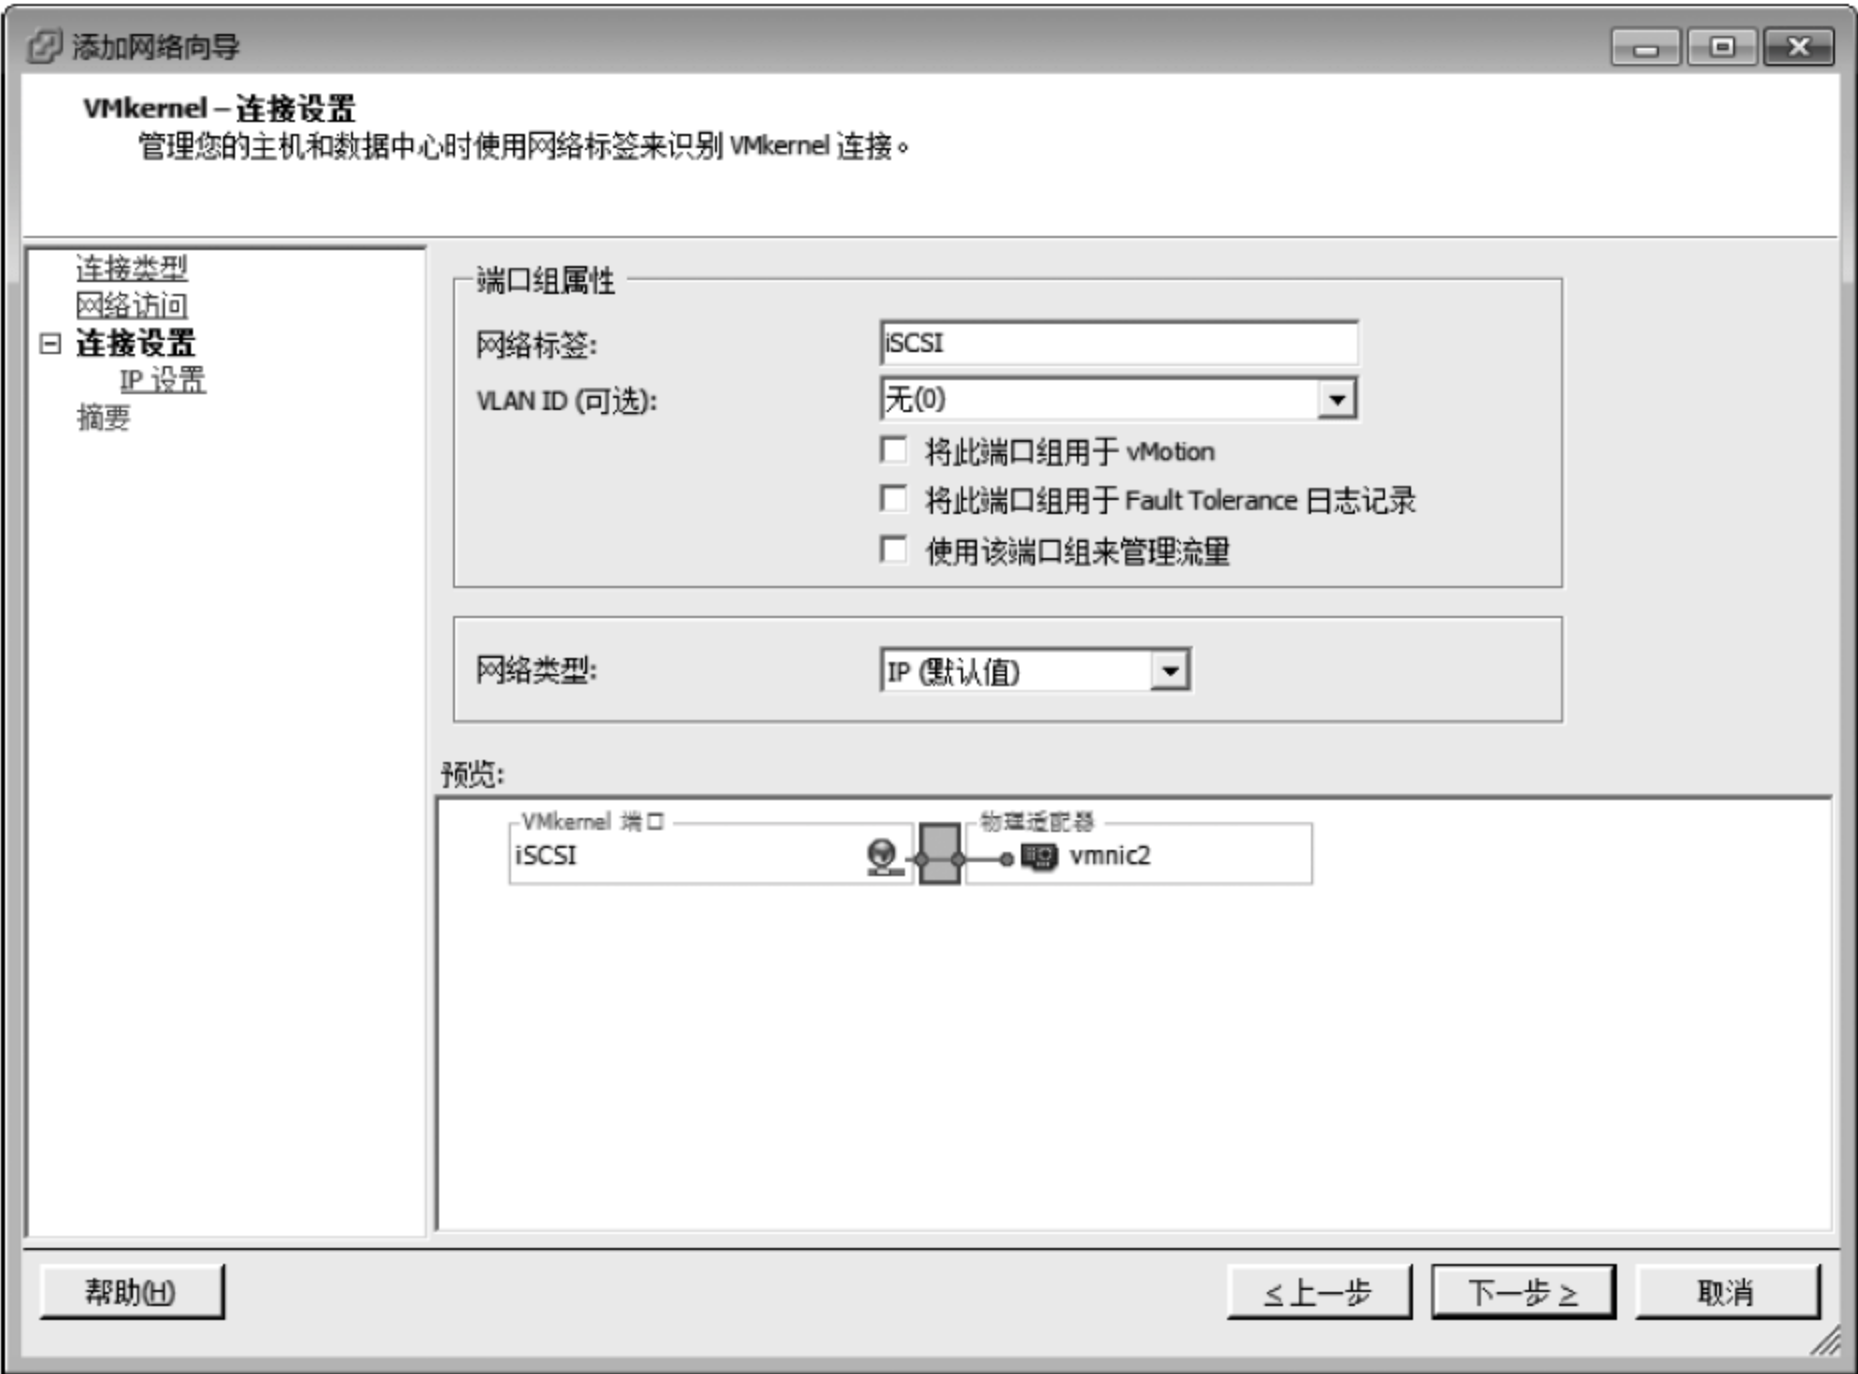 添加网络向导
VMkernel – 连接设置
管理您的主机和数据中心时使用网络标签来识别 VMkernel 连接。
连接类型
网络访问
连接设置
IP 设置
摘要
端口组属性
网络标签:
iSCSI
VLAN ID (可选):
无(0)
将此端口组用于 vMotion
将此端口组用于 Fault Tolerance 日志记录
使用该端口组来管理流量
网络类型:
IP (默认值)
预览:
VMkernel 端口
iSCSI
物理适配器
vmnic2
帮助(H)
≤ 上一步
下一步 ≥
取消